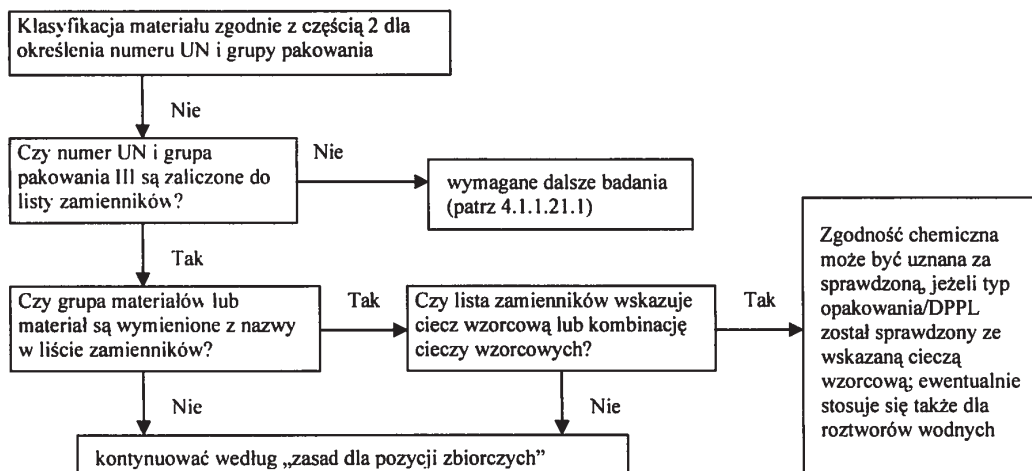 Klasyfikacja materiału zgodnie z częścią 2 dla
określenia numeru UN i grupy pakowania
Nie
Czy numer UN i grupa
pakowania III są zaliczone do
listy zamienników?
Nie
wymagane dalsze badania
(patrz 4.1.1.21.1)
Tak
Czy grupa materiałów lub
materiał są wymienione z nazwy
w liście zamienników?
Tak
Czy lista zamienników wskazuje
ciecz wzorcową lub kombinację
cieczy wzorcowych?
Tak
Zgodność chemiczna
może być uznana za
sprawdzoną, jeżeli typ
opakowania/DPPL
został sprawdzony ze
wskazaną cieczą
wzorcową; ewentualnie
stosuje się także dla
roztworów wodnych
Nie
Nie
kontynuować według „zasad dla pozycji zbiorczych”